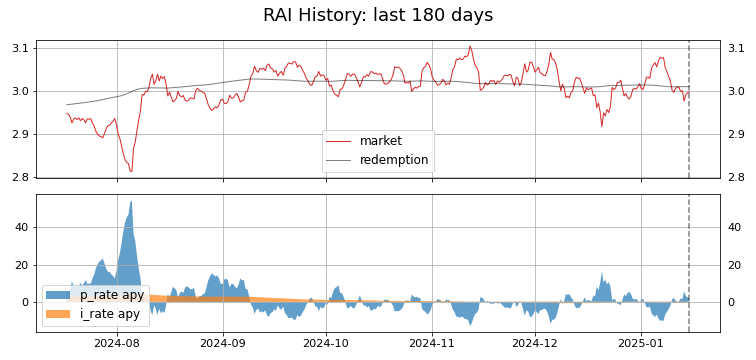 RAI History: last 180 days
3.1 3.1
3.0 3.0
2.9 2.9
2.8 2.8
market
redemption
40 40
20 20
0 0
p_rate apy
i_rate apy
2024-08 2024-09 2024-10 2024-11 2024-12 2025-01